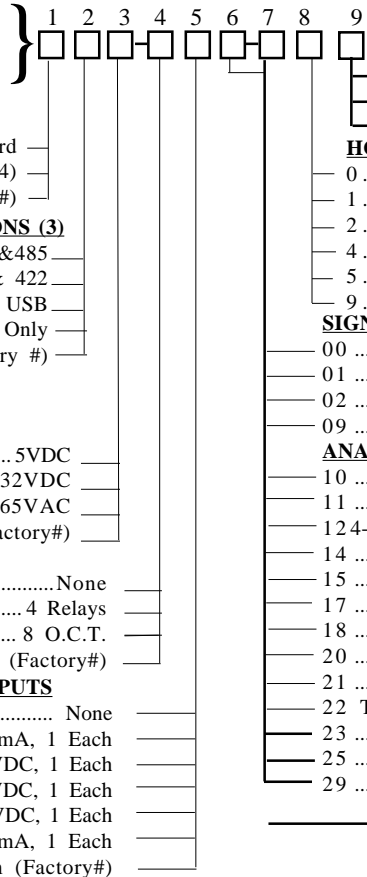 } 1 2 3 - 4 5 6 - 7 8 9
rd
4)
#)
ONS (3)
&485
& 422
USB
Only
ry #)
... 5VDC
32VDC
65VAC
actory#)
...........None
..... 4 Relays
... 8 O.C.T.
(Factory#)
PUTS
........... None
mA, 1 Each
VDC, 1 Each
VDC, 1 Each
VDC, 1 Each
mA, 1 Each
(Factory#)
HO
0.
1.
2.
4.
5.
9.
SIGN
00 ...
01 ...
02 ...
09 ...
ANA
10 ...
11 ...
124-
14 ...
15 ...
17 ...
18 ...
20 ...
21 ...
22 T
23 ...
25 ...
29 ...